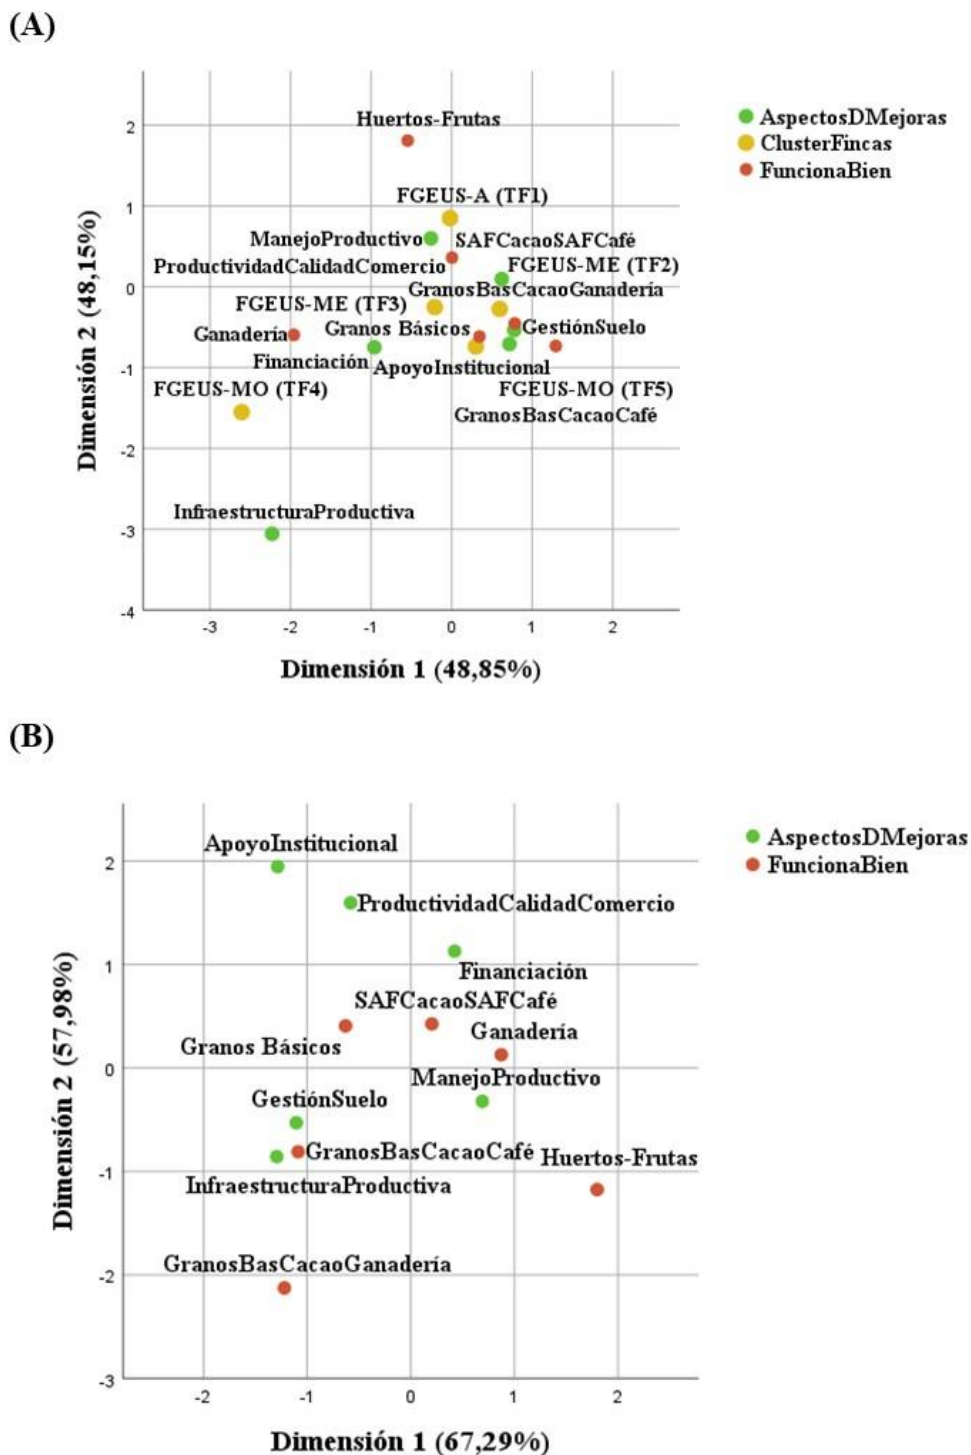 (A)
Huertos-Frutas
FGEUS-A (TF1)
ManejoProductivo
SAFCacaoSAFCafé
ProductividadCalidadComercio
FGEUS-ME (TF2)
GranosBasCacaoGanadería
FGEUS-ME (TF3)
Granos Básicos
GestiónSuelo
Ganadería
Financiación
ApoyoInstitucional
FGEUS-MO (TF4)
FGEUS-MO (TF5)
GranosBasCacaoCafé
InfraestructuraProductiva
AspectosDMejoras
ClusterFincas
FuncionaBien
Dimensión 2 (48,15%)
2
1
0
-1
-2
-3
-4
-3 -2 -1 0 1 2
Dimensión 1 (48,85%)
(B)
ApoyoInstitucional
ProductividadCalidadComercio
Financiación
SAFCacaoSAFCafé
Ganadería
Granos Básicos
ManejoProductivo
GestiónSuelo
GranosBasCacaoCafé
Huertos-Frutas
InfraestructuraProductiva
GranosBasCacaoGanadería
AspectosDMejoras
FuncionaBien
Dimensión 2 (57,98%)
2
1
0
-1
-2
-3
-2 -1 0 1 2
Dimensión 1 (67,29%)